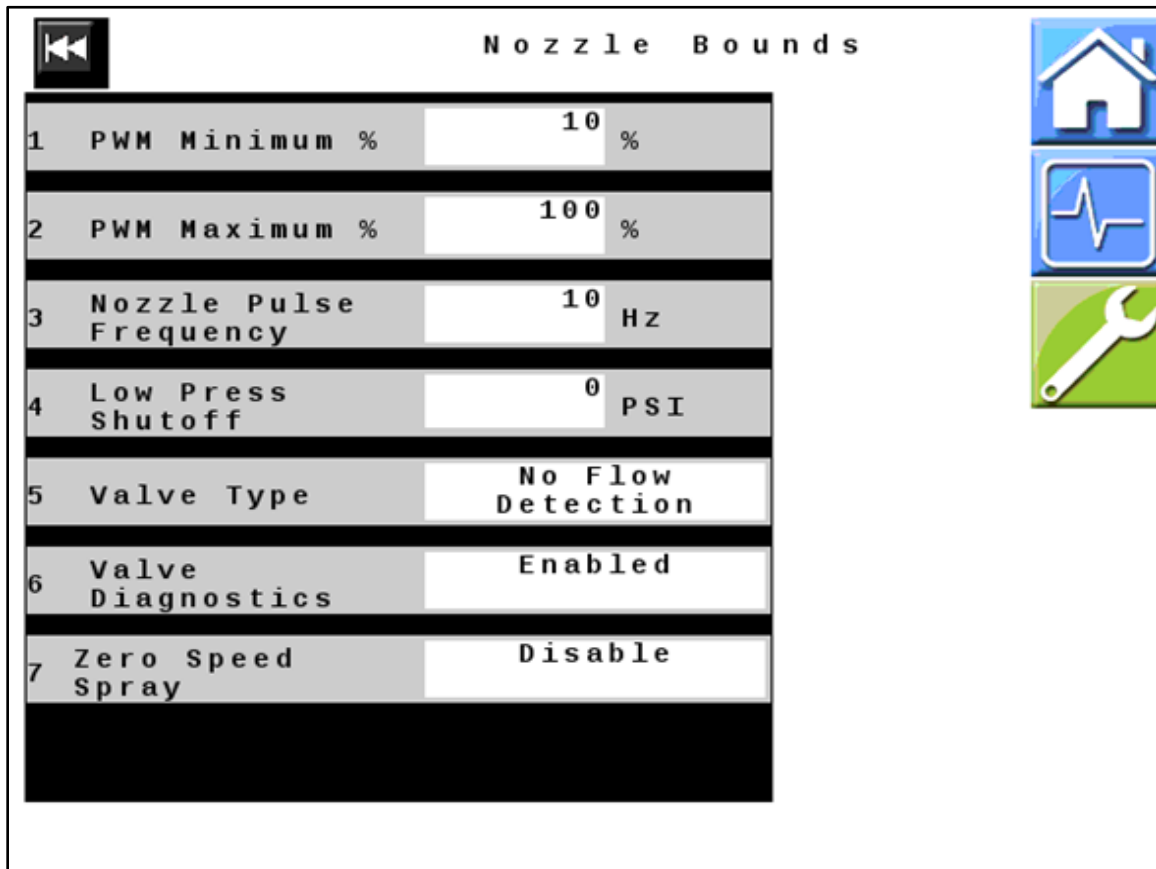 Nozzle Bounds
1 PWM Minimum % 10 %
2 PWM Maximum % 100 %
3 Nozzle Pulse Frequency 10 Hz
4 Low Press Shutoff 0 PSI
5 Valve Type No Flow Detection
6 Valve Diagnostics Enabled
7 Zero Speed Spray Disable